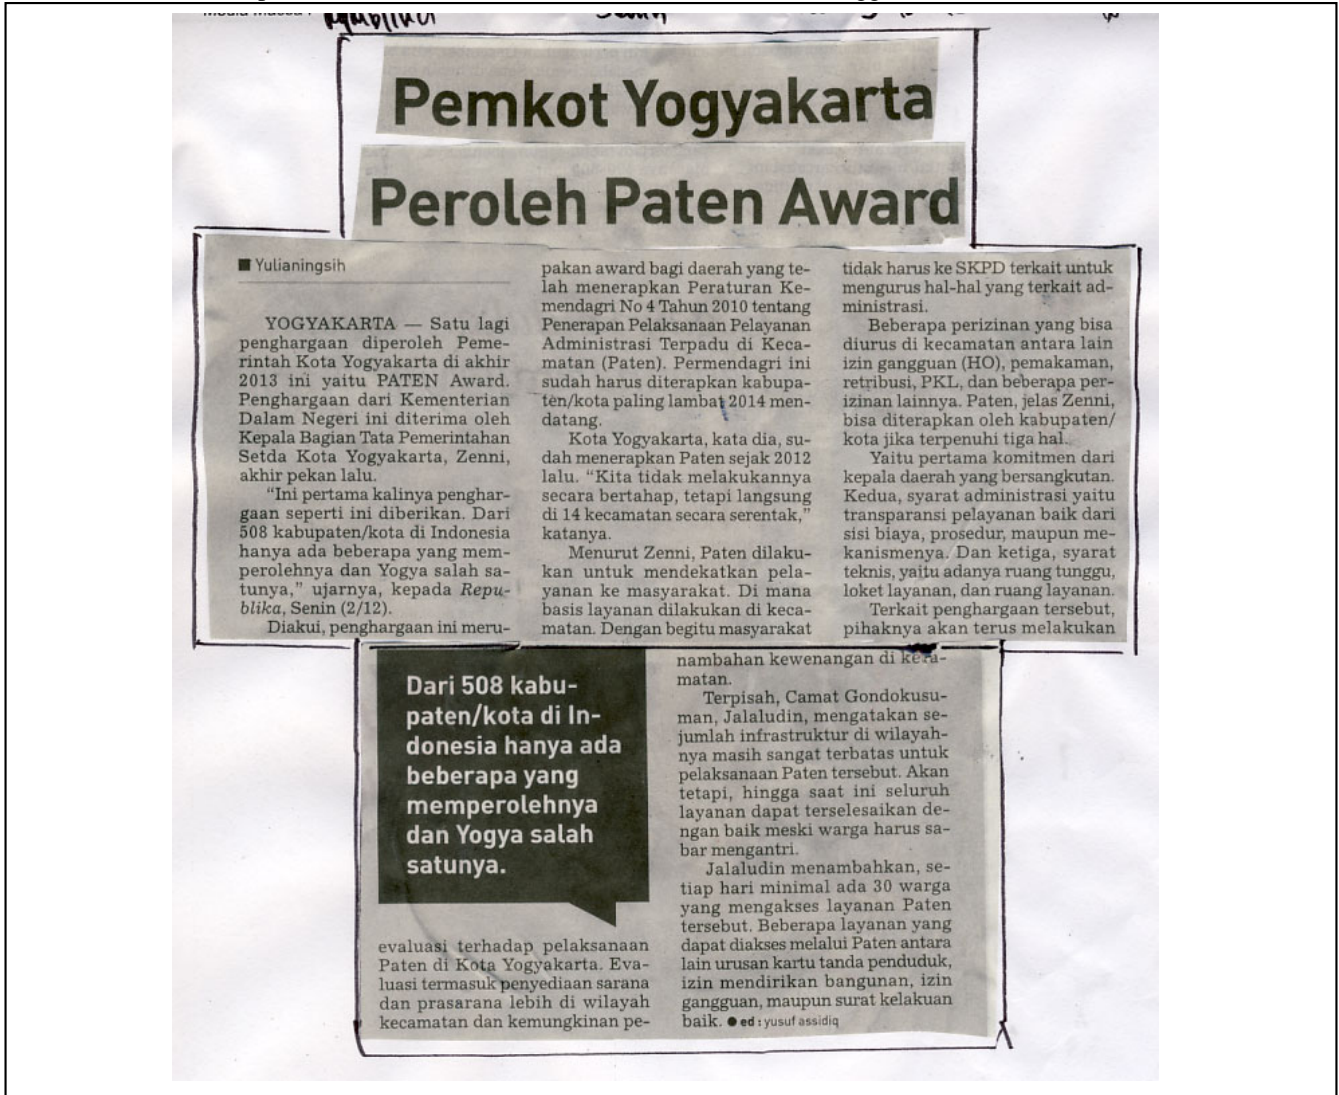 Pemkot Yogyakarta
Peroleh Paten Award
■ Yulianingsih
YOGYAKARTA — Satu lagi
penghargaan diperoleh Peme-
rintah Kota Yogyakarta di akhir
2013 ini yaitu PATEN Award.
Penghargaan dari Kementerian
Dalam Negeri ini diterima oleh
Kepala Bagian Tata Pemerintahan
Setda Kota Yogyakarta, Zenni,
akhir pekan lalu.
"Ini pertama kalinya penghar-
gaan seperti ini diberikan. Dari
508 kabupaten/kota di Indonesia
hanya ada beberapa yang mem-
perolehnya dan Yogya salah sa-
tunya," ujarnya, kepada Repu-
blika, Senin (2/12).
Diakui, penghargaan ini meru-
pakan award bagi daerah yang te-
lah menerapkan Peraturan Ke-
mendagri No 4 Tahun 2010 tentang
Penerapan Pelaksanaan Pelayanan
Administrasi Terpadu di Keca-
matan (Paten). Permendagri ini
sudah harus diterapkan kabupa-
ten/kota paling lambat 2014 men-
datang.
Kota Yogyakarta, kata dia, su-
dah menerapkan Paten sejak 2012
lalu. "Kita tidak melakukannya
secara bertahap, tetapi langsung
di 14 kecamatan secara serentak,"
katanya.
Menurut Zenni, Paten dilaku-
kan untuk mendekatkan pela-
yanan ke masyarakat. Di mana
basis layanan dilakukan di keca-
matan. Dengan begitu masyarakat
tidak harus ke SKPD terkait untuk
mengurus hal-hal yang terkait ad-
ministrasi.
Beberapa perizinan yang bisa
diurus di kecamatan antara lain
izin gangguan (HO), pemakaman,
retribusi, PKL, dan beberapa per-
izinan lainnya. Paten, jelas Zenni,
bisa diterapkan oleh kabupaten/
kota jika terpenuhi tiga hal.
Yaitu pertama komitmen dari
kepala daerah yang bersangkutan.
Kedua, syarat administrasi yaitu
transparansi pelayanan baik dari
sisi biaya, prosedur, maupun me-
kanismenya. Dan ketiga, syarat
teknis, yaitu adanya ruang tunggu,
loket layanan, dan ruang layanan.
Terkait penghargaan tersebut,
pihaknya akan terus melakukan
Dari 508 kabu-
paten/kota di In-
donesia hanya ada
beberapa yang
memperolehnya
dan Yogya salah
satunya.
evaluasi terhadap pelaksanaan
Paten di Kota Yogyakarta. Eva-
luasi termasuk penyediaan sarana
dan prasarana lebih di wilayah
kecamatan dan kemungkinan pe-
nambahan kewenangan di keca-
matan.
Terpisah, Camat Gondokusu-
man, Jalaludin, mengatakan se-
jumlah infrastruktur di wilayah-
nya masih sangat terbatas untuk
pelaksanaan Paten tersebut. Akan
tetapi, hingga saat ini seluruh
layanan dapat terselesaikan de-
ngan baik meski warga harus sa-
bar mengantri.
Jalaludin menambahkan, se-
tiap hari minimal ada 30 warga
yang mengakses layanan Paten
tersebut. Beberapa layanan yang
dapat diakses melalui Paten antara
lain urusan kartu tanda penduduk,
izin mendirikan bangunan, izin
gangguan, maupun surat kelakuan
baik. ● ed : yusuf assidiq